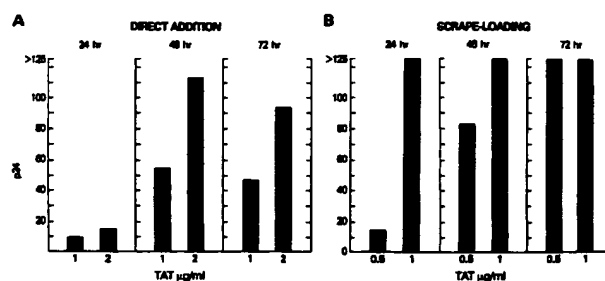 A
DIRECT ADDITION
24 hr
48 hr
72 hr
>125
100
80
60
40
20
p24
1 2
1 2
1 2
TAT µg/ml
B
SCRAPE-LOADING
24 hr
48 hr
72 hr
>125
100
80
60
40
20
0
0.5 1
0.5 1
0.5 1
TAT µg/ml